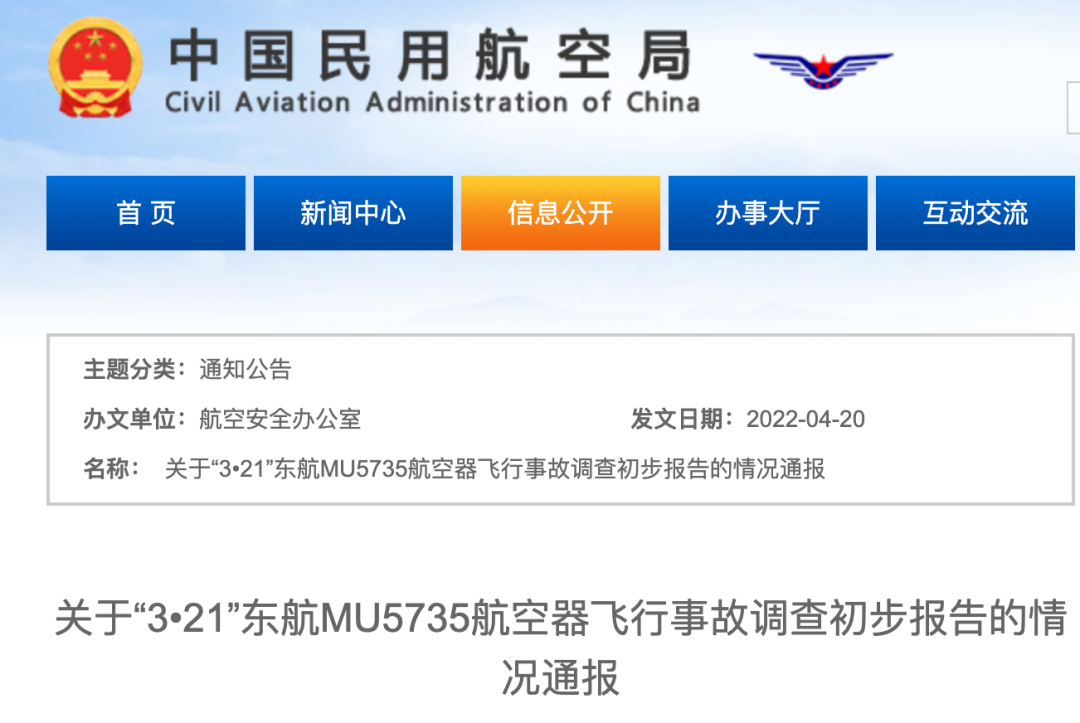 中国民用航空局
Civil Aviation Administration of China
首 页 新闻中心 信息公开 办事大厅 互动交流
主题分类： 通知公告
办文单位： 航空安全办公室 发文日期： 2022-04-20
名称： 关于“3•21”东航MU5735航空器飞行事故调查初步报告的情况通报
关于“3•21”东航MU5735航空器飞行事故调查初步报告的情
况通报